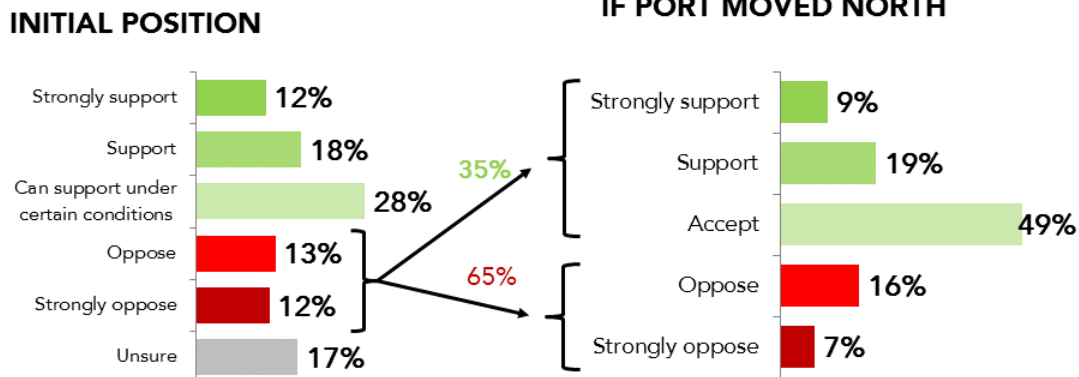 INITIAL POSITION
IF PORT MOVED NORTH
Strongly support
12%
Support
18%
Can support under
certain conditions
28%
Oppose
13%
Strongly oppose
12%
Unsure
17%
35%
65%
Strongly support
9%
Support
19%
Accept
49%
Oppose
16%
Strongly oppose
7%